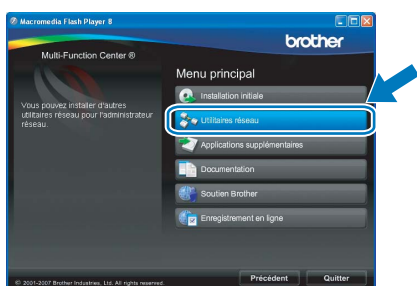 Macromedia Flash Player 8
brother
Multi-Function Center ®
Menu principal
Vous pouvez installer d'autres
utilitaires réseau pour l'administrateur
réseau.
Installation initiale
Utilitaires réseau
Applications supplémentaires
Documentation
Soutien Brother
Enregistrement en ligne
Précédent
Quitter
© 2001-2007 Brother Industries, Ltd. All rights reserved.